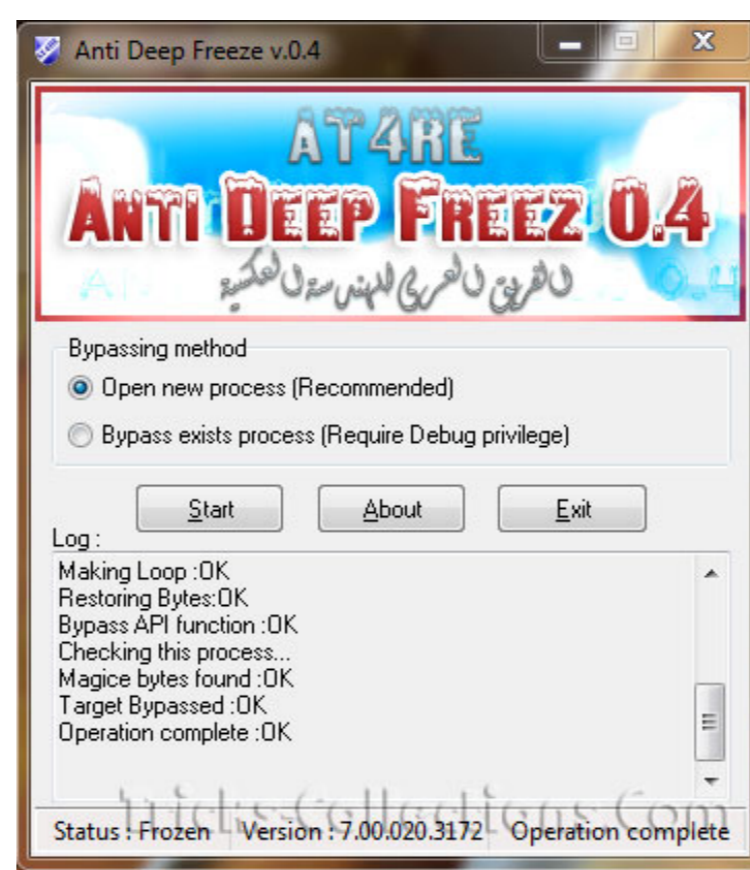 Anti Deep Freeze v.0.4
AT4RE
ANTI DEEP FREEZ 0.4
الفريق العربي للهندسة العكسية
Bypassing method
Open new process (Recommended)
Bypass exists process (Require Debug privilege)
Start About Exit
Log :
Making Loop :OK
Restoring Bytes:OK
Bypass API function :OK
Checking this process...
Magice bytes found :OK
Target Bypassed :OK
Operation complete :OK
Tricks-Collections.Com
Status : Frozen Version : 7.00.020.3172 Operation complete